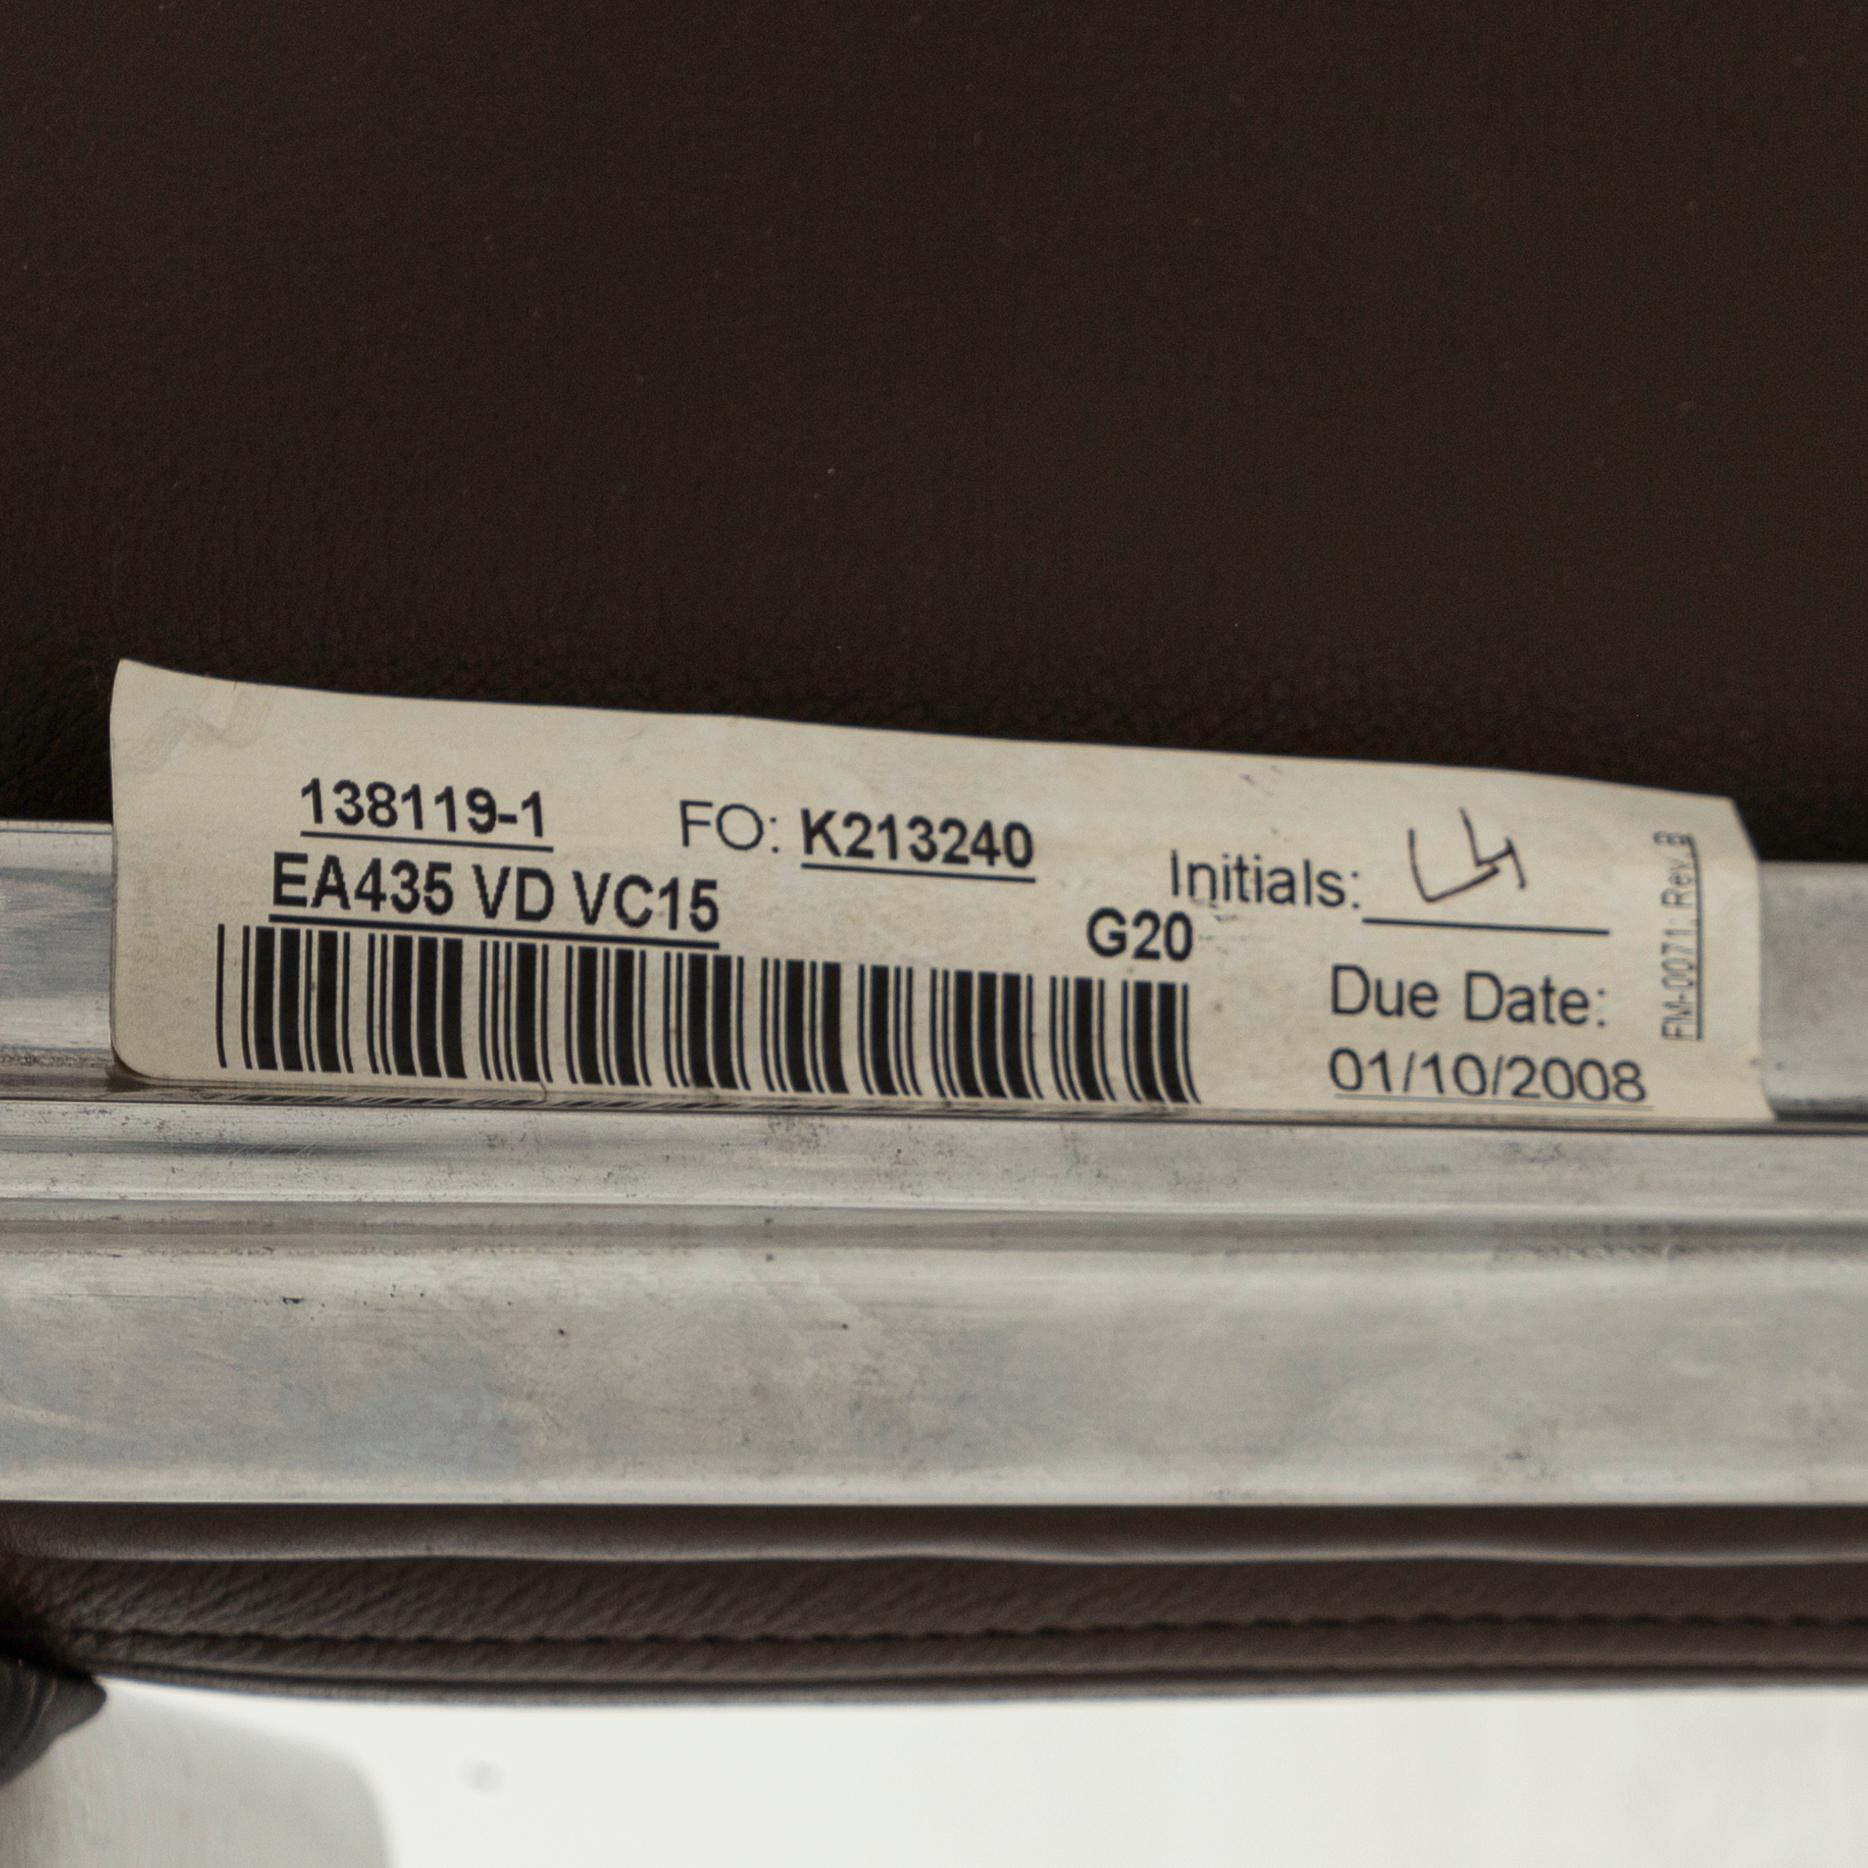 138119-1
FO: K213240
EA435 VD VC15
Initials:
G20
Due Date:
01/10/2008
FM-0071, Rev. B